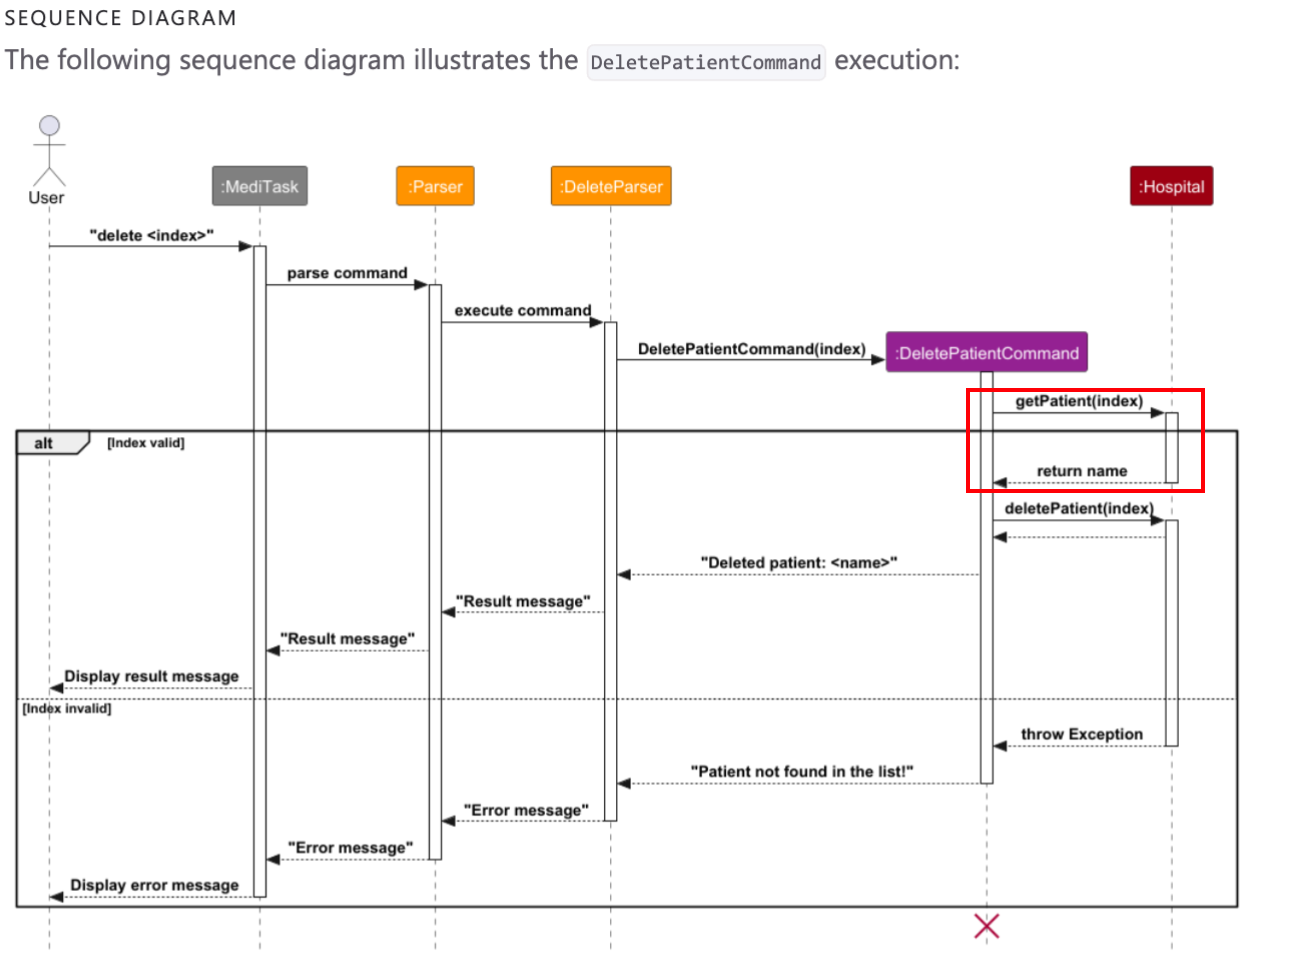 SEQUENCE DIAGRAM
The following sequence diagram illustrates the DeletePatientCommand execution:
User
:MediTask
:Parser
:DeleteParser
:Hospital
"delete <index>"
parse command
execute command
DeletePatientCommand(index)
:DeletePatientCommand
getPatient(index)
alt
[Index valid]
return name
deletePatient(index)
"Deleted patient: <name>"
"Result message"
"Result message"
Display result message
[Index invalid]
throw Exception
"Patient not found in the list!"
"Error message"
"Error message"
Display error message